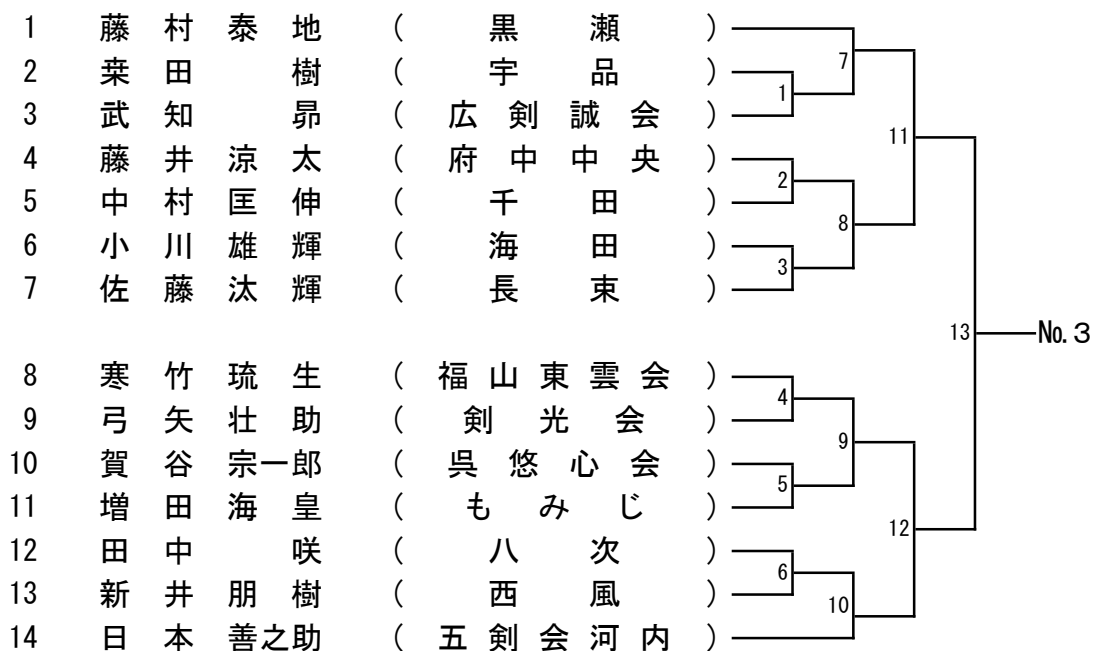 1 藤村泰地 (黒瀬)
2 桒田樹 (宇品)
3 武知昴 (広剣誠会)
4 藤井涼太 (府中中央)
5 中村匡伸 (千田)
6 小川雄輝 (海田)
7 佐藤汰輝 (長束)
8 寒竹琉生 (福山東雲会)
9 弓矢壮助 (剣光会)
10 賀谷宗一郎 (呉悠心会)
11 増田海皇 (もみじ)
12 田中咲 (八次)
13 新井朋樹 (西風)
14 日本善之助 (五剣会河内)
1
2
3
4
5
6
7
8
9
10
11
12
13
№3